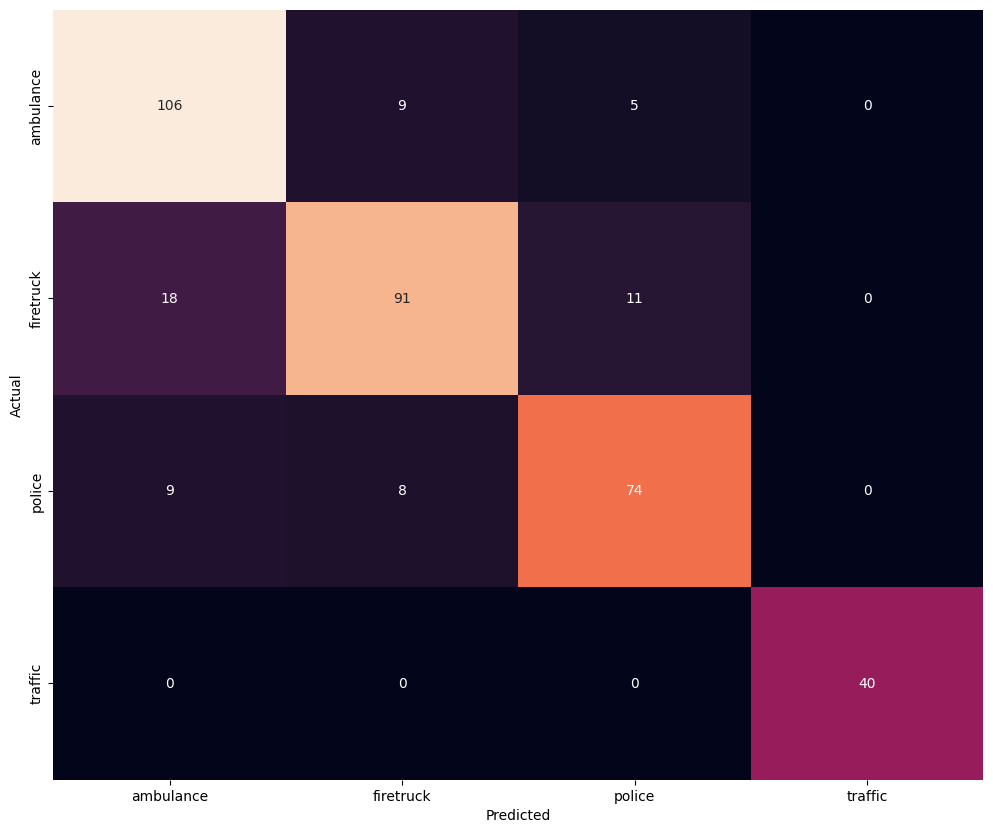 ambulance 106 9 5 0
firetruck 18 91 11 0
Actual
police 9 8 74 0
traffic 0 0 0 40
ambulance firetruck police traffic
Predicted